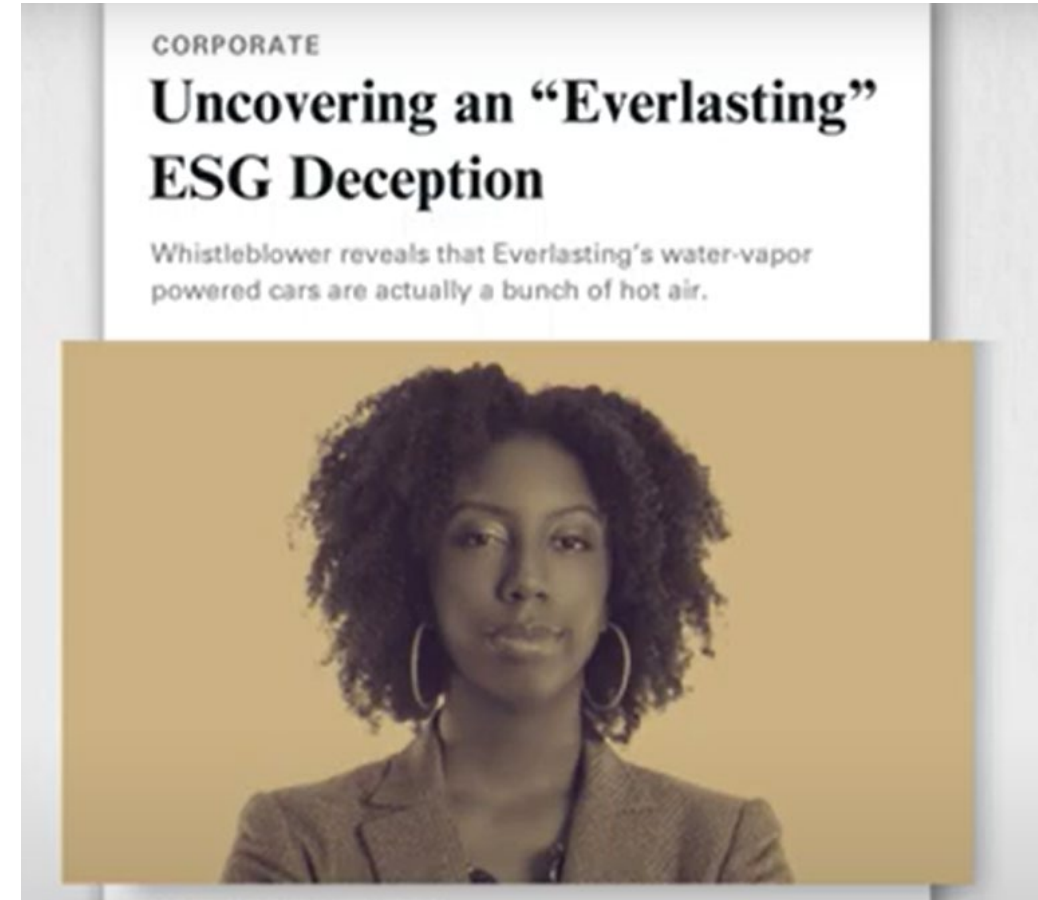 CORPORATE
Uncovering an “Everlasting”
ESG Deception
Whistleblower reveals that Everlasting's water-vapor
powered cars are actually a bunch of hot air.